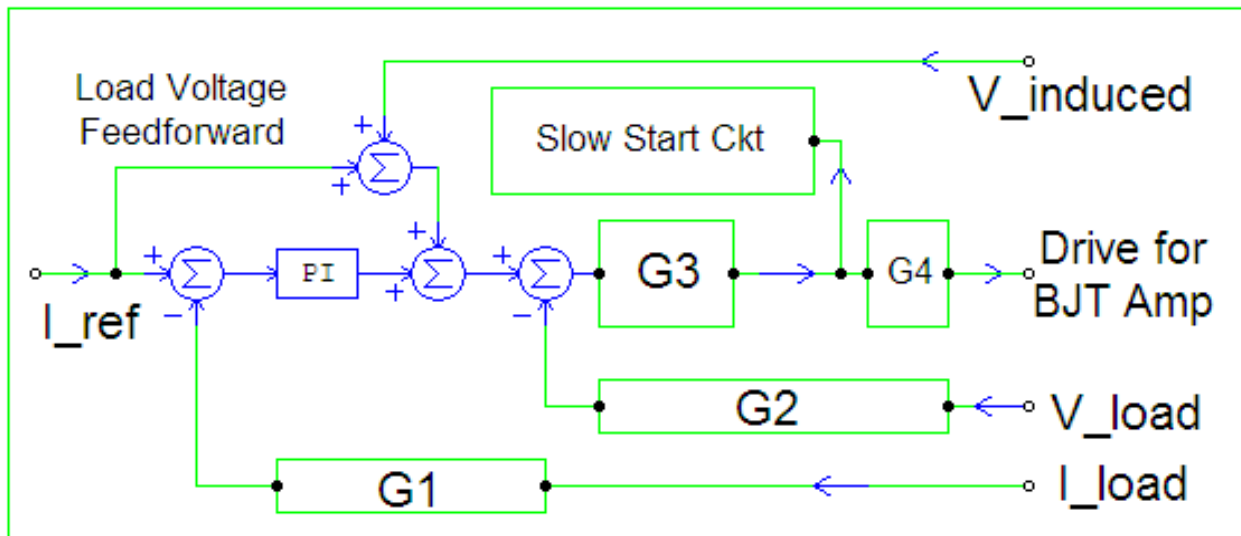 Load Voltage
Feedforward
V_induced
Slow Start Ckt
+
+
Σ
I_ref
+
Σ
−
PI
+
+
Σ
+
Σ
−
G3
G4
Drive for
BJT Amp
G2
V_load
G1
I_load